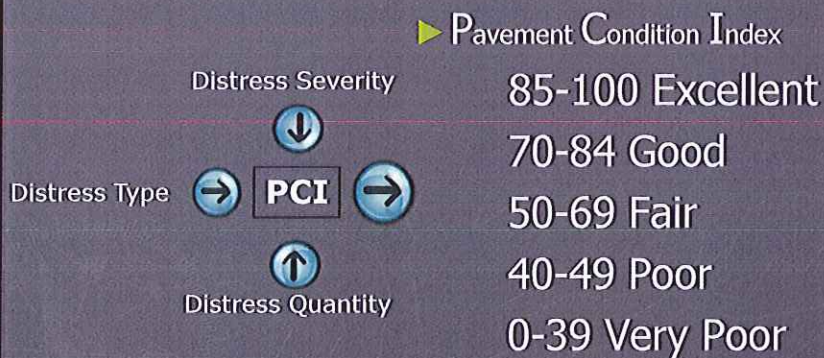 Pavement Condition Index
Distress Severity
Distress Type
PCI
Distress Quantity
85-100 Excellent
70-84 Good
50-69 Fair
40-49 Poor
0-39 Very Poor